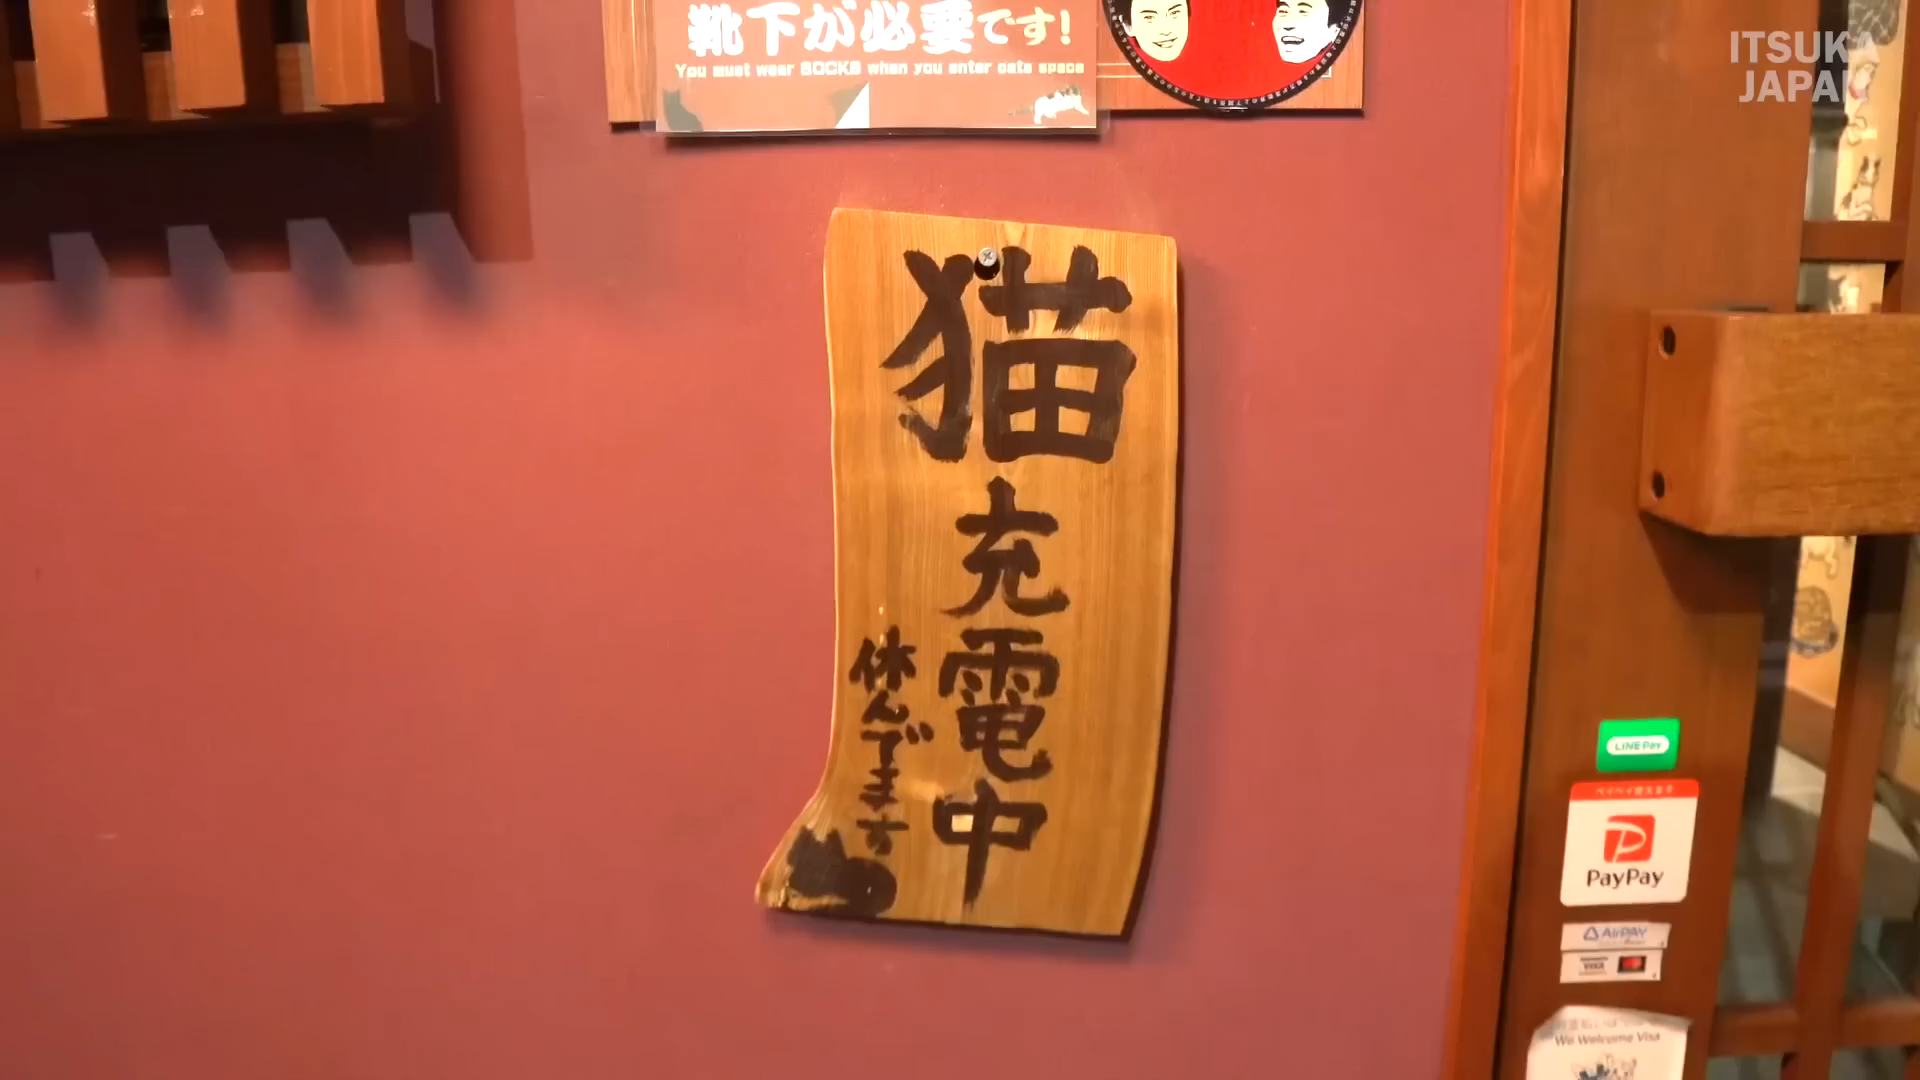 靴下が必要です!
You must wear SOCKS when you enter cats space
ITSUKA
JAPAN
猫
充電中
休んでます
LINE Pay
PayPay
AirPAY
VISA
We Welcome Visa